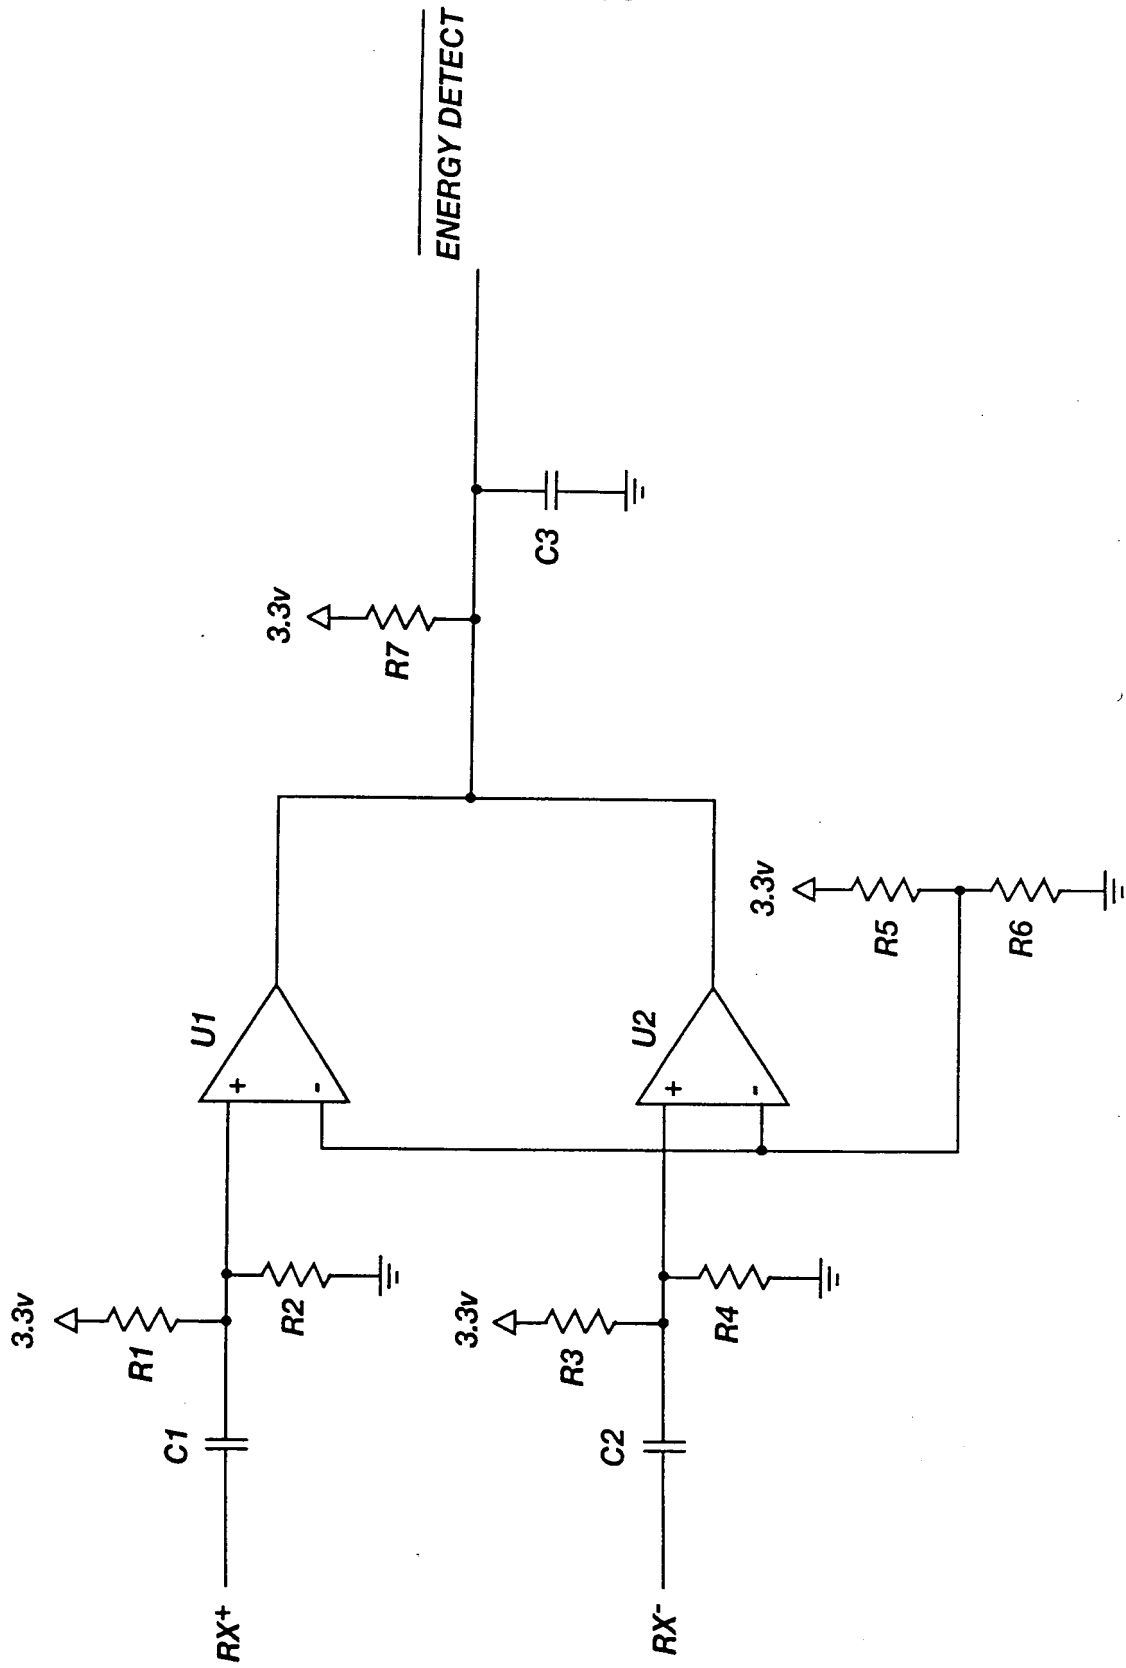 3.3v
R1
R2
C1
RX+
U1
+
-
3.3v
R3
R4
C2
RX-
U2
+
-
3.3v
R5
R6
3.3v
R7
C3
ENERGY DETECT